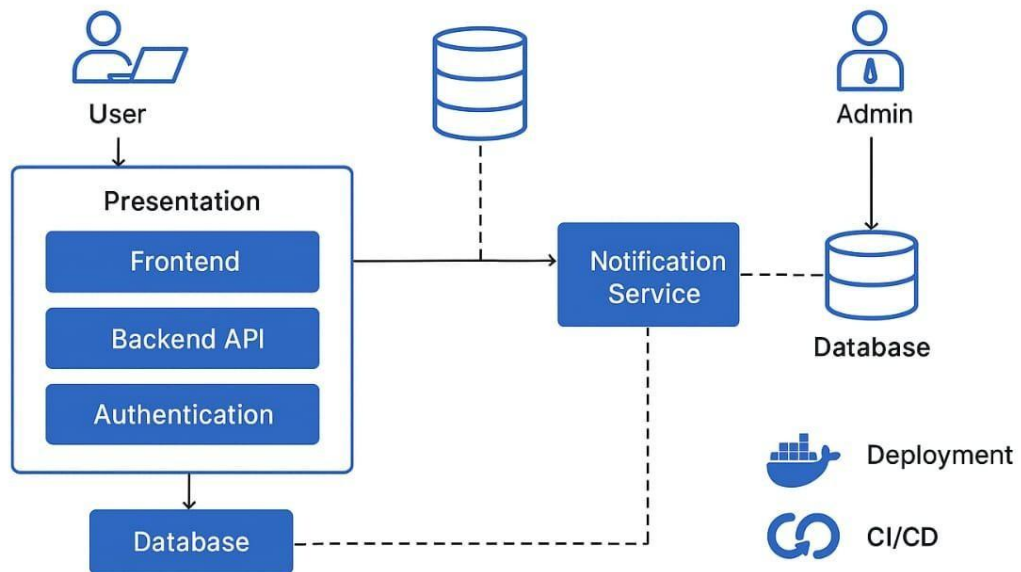 User
Admin
Presentation
Frontend
Backend API
Authentication
Notification
Service
Database
Database
Deployment
CI/CD